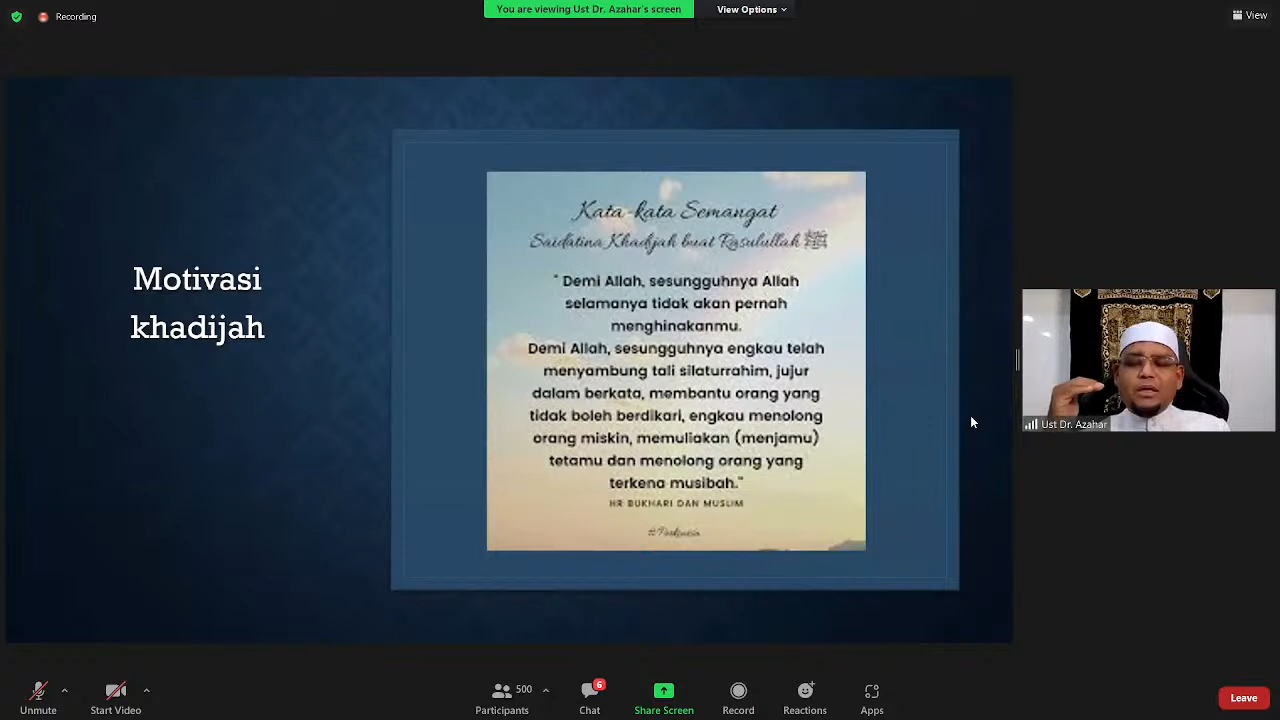 Recording
You are viewing Ust Dr. Azahar's screen
View Options
View
Motivasi
khadijah
Kata-kata Semangat
Saidatina Khadijah buat Rasulullah ﷺ
" Demi Allah, sesungguhnya Allah
selamanya tidak akan pernah
menghinakanmu.
Demi Allah, sesungguhnya engkau telah
menyambung tali silaturrahim, jujur
dalam berkata, membantu orang yang
tidak boleh berdikari, engkau menolong
orang miskin, memuliakan (menjamu)
tetamu dan menolong orang yang
terkena musibah."
HR BUKHARI DAN MUSLIM
Ust Dr. Azahar
Unmute
Start Video
500
Participants
6
Chat
Share Screen
Record
Reactions
Apps
Leave